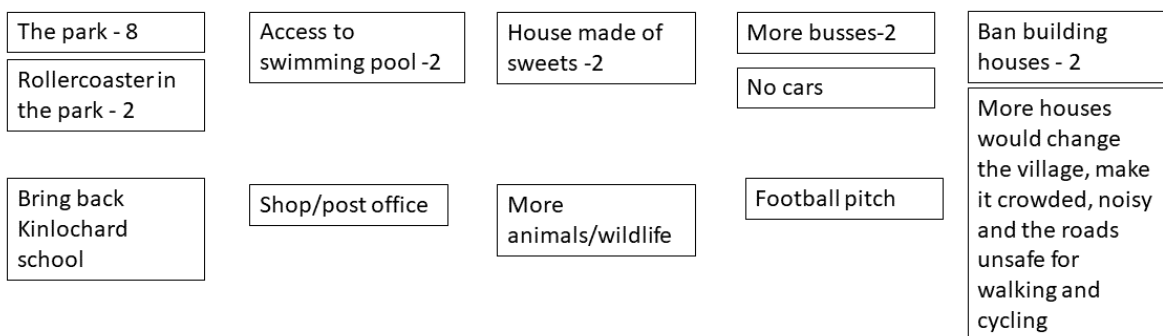 The park - 8
Rollercoaster in
the park - 2
Access to
swimming pool -2
House made of
sweets -2
More busses-2
No cars
Ban building
houses - 2
More houses
would change
the village, make
it crowded, noisy
and the roads
unsafe for
walking and
cycling
Bring back
Kinlochard
school
Shop/post office
More
animals/wildlife
Football pitch